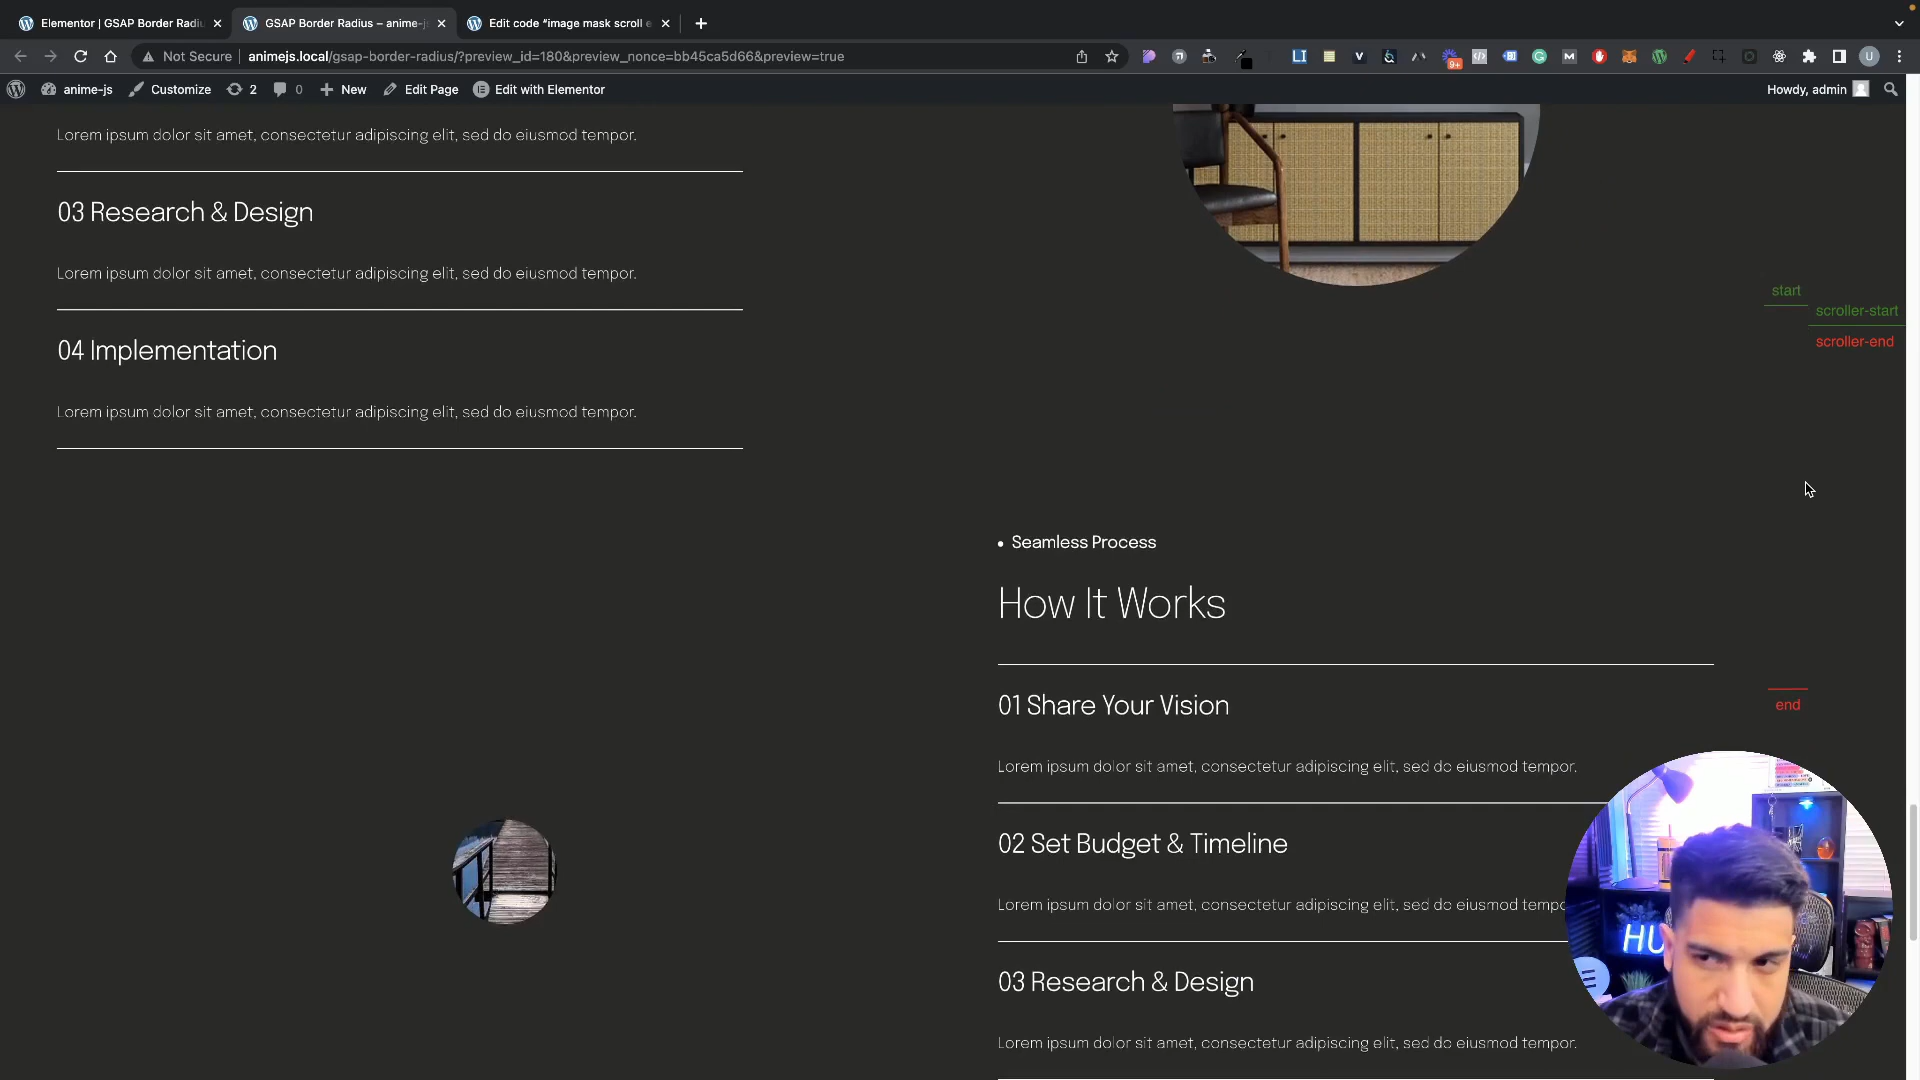 Elementor | GSAP Border Radiu
GSAP Border Radius – anime-j
Edit code “image mask scroll e
Not Secure
animejs.local/gsap-border-radius/?preview_id=180&preview_nonce=bb45ca5d66&preview=true
9+
U
anime-js
Customize
2
0
New
Edit Page
Edit with Elementor
Howdy, admin
Lorem ipsum dolor sit amet, consectetur adipiscing elit, sed do eiusmod tempor.
03 Research & Design
Lorem ipsum dolor sit amet, consectetur adipiscing elit, sed do eiusmod tempor.
04 Implementation
Lorem ipsum dolor sit amet, consectetur adipiscing elit, sed do eiusmod tempor.
start
scroller-start
scroller-end
• Seamless Process
How It Works
01 Share Your Vision
end
Lorem ipsum dolor sit amet, consectetur adipiscing elit, sed do eiusmod tempor.
02 Set Budget & Timeline
Lorem ipsum dolor sit amet, consectetur adipiscing elit, sed do eiusmod tempo
03 Research & Design
Lorem ipsum dolor sit amet, consectetur adipiscing elit, sed do eiusmod tempor.
HU